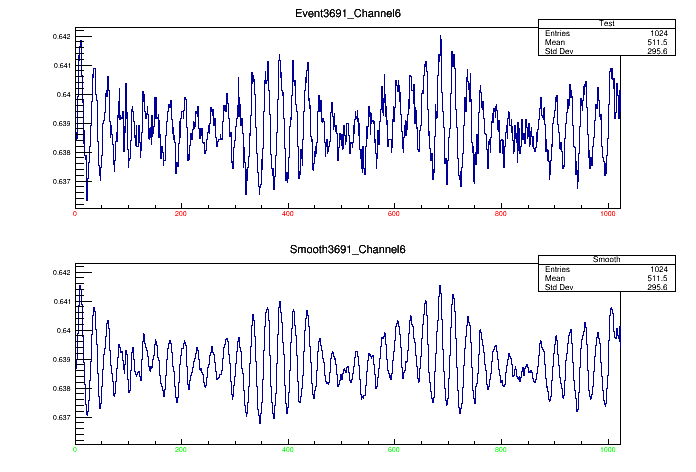 Event3691_Channel6
Test
Entries 1024
Mean 511.5
Std Dev 295.6
0.642
0.641
0.64
0.639
0.638
0.637
0 200 400 600 800 1000
Smooth3691_Channel6
Smooth
Entries 1024
Mean 511.5
Std Dev 295.6
0.642
0.641
0.64
0.639
0.638
0.637
0 200 400 600 800 1000